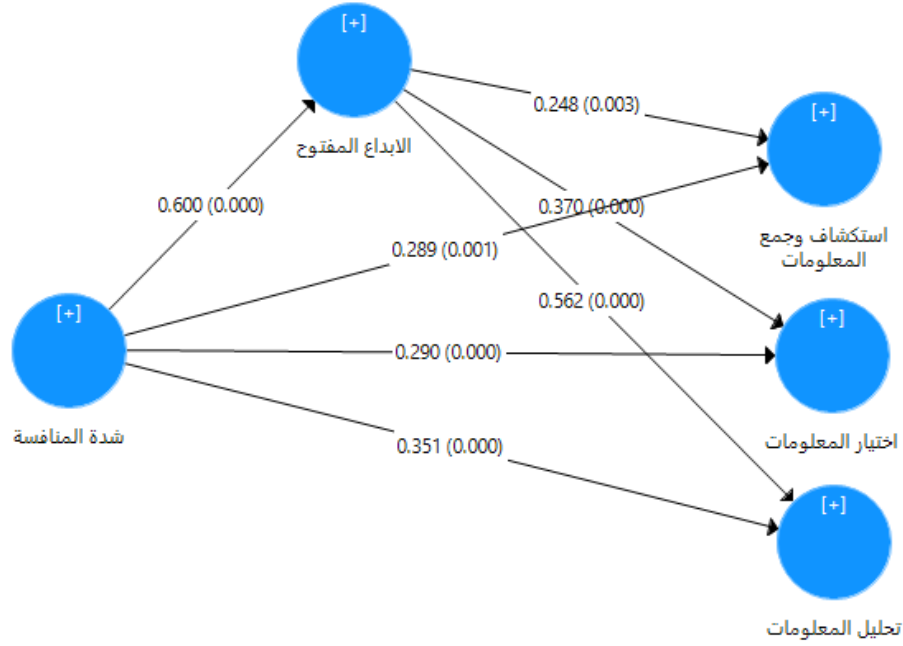 [+]
الابداع المفتوح
[+]
استكشاف وجمع
المعلومات
0.248 (0.003)
0.600 (0.000)
0.370 (0.000)
0.289 (0.001)
0.562 (0.000)
[+]
شدة المنافسة
[+]
اختيار المعلومات
0.290 (0.000)
0.351 (0.000)
[+]
تحليل المعلومات